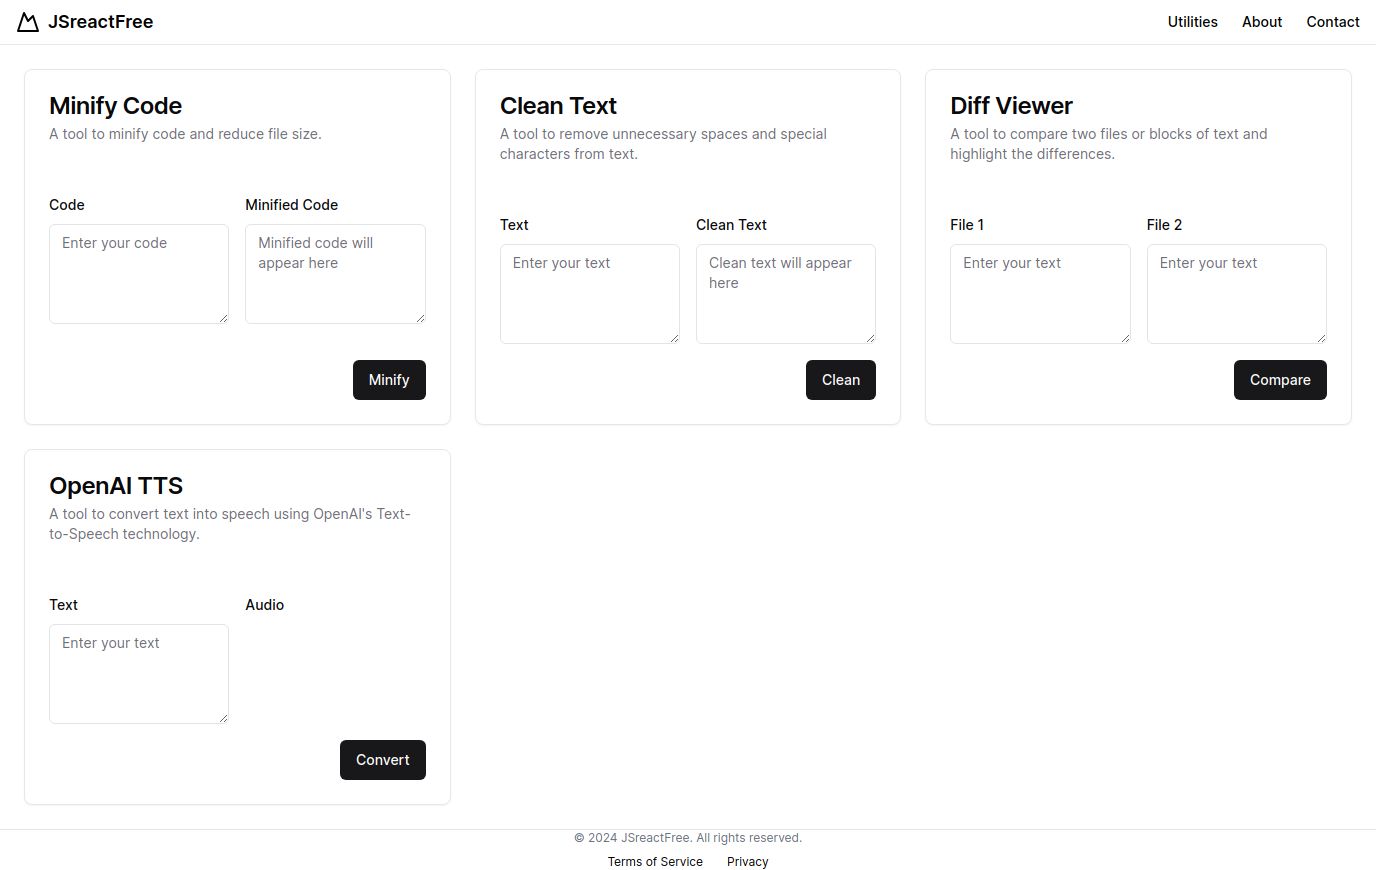 JSreactFree
Utilities
About
Contact
Minify Code
A tool to minify code and reduce file size.
Code
Minified Code
Enter your code
Minified code will
appear here
Minify
Clean Text
A tool to remove unnecessary spaces and special
characters from text.
Text
Clean Text
Enter your text
Clean text will appear
here
Clean
Diff Viewer
A tool to compare two files or blocks of text and
highlight the differences.
File 1
File 2
Enter your text
Enter your text
Compare
OpenAI TTS
A tool to convert text into speech using OpenAI's Text-
to-Speech technology.
Text
Audio
Enter your text
Convert
© 2024 JSreactFree. All rights reserved.
Terms of Service
Privacy